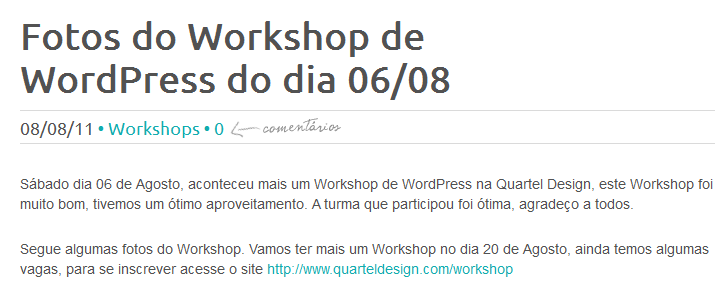 Fotos do Workshop de
WordPress do dia 06/08
08/08/11 • Workshops • 0 comentários
Sábado dia 06 de Agosto, aconteceu mais um Workshop de WordPress na Quartel Design, este Workshop foi
muito bom, tivemos um ótimo aproveitamento. A turma que participou foi ótima, agradeço a todos.
Segue algumas fotos do Workshop. Vamos ter mais um Workshop no dia 20 de Agosto, ainda temos algumas
vagas, para se inscrever acesse o site http://www.quarteldesign.com/workshop